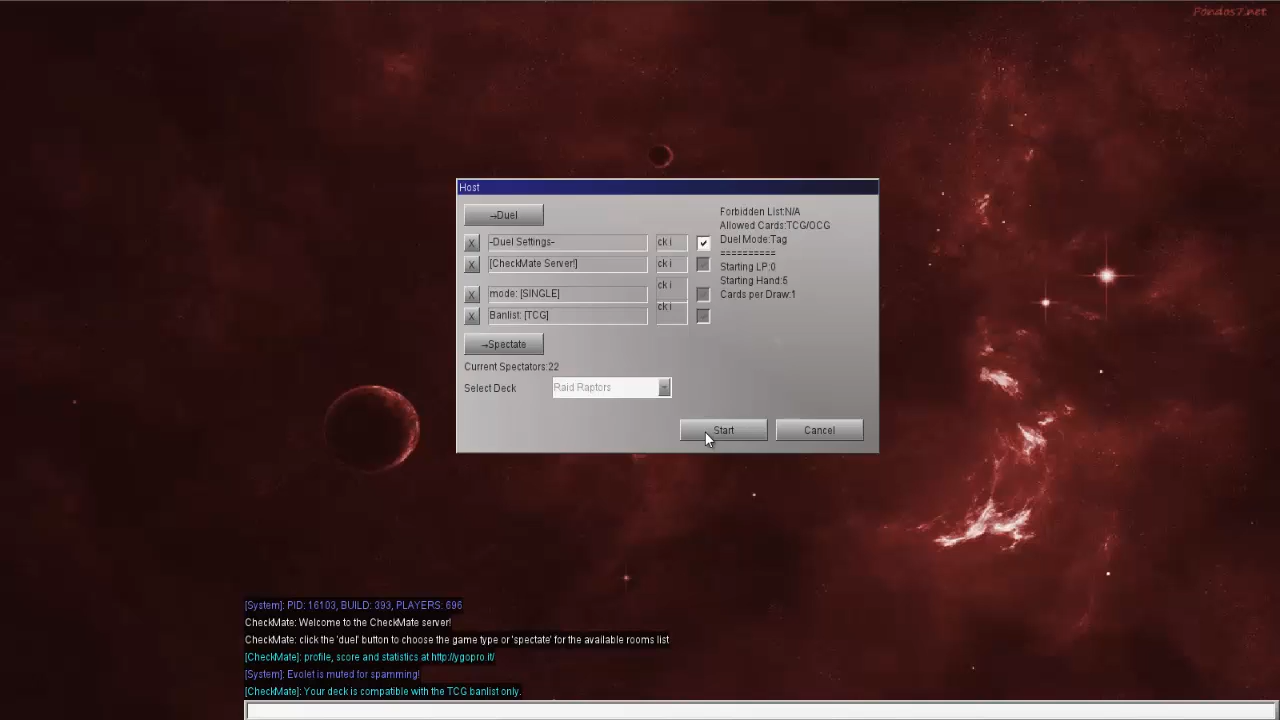 Pondos7.net
Host
→Duel
Forbidden List:N/A
Allowed Cards:TCG/OCG
Duel Mode:Tag
==========
Starting LP:0
Starting Hand:5
Cards per Draw:1
X -Duel Settings- ck i
X [CheckMate Server!] ck i
X mode: [SINGLE] ck i
X Banlist: [TCG] ck i
→Spectate
Current Spectators:22
Select Deck Raid Raptors
Start Cancel
[System]: PID: 16103, BUILD: 393, PLAYERS: 696
CheckMate: Welcome to the CheckMate server!
CheckMate: click the 'duel' button to choose the game type or 'spectate' for the available rooms list
[CheckMate]: profile, score and statistics at http://ygopro.it/
[System]: Evolet is muted for spamming!
[CheckMate]: Your deck is compatible with the TCG banlist only.